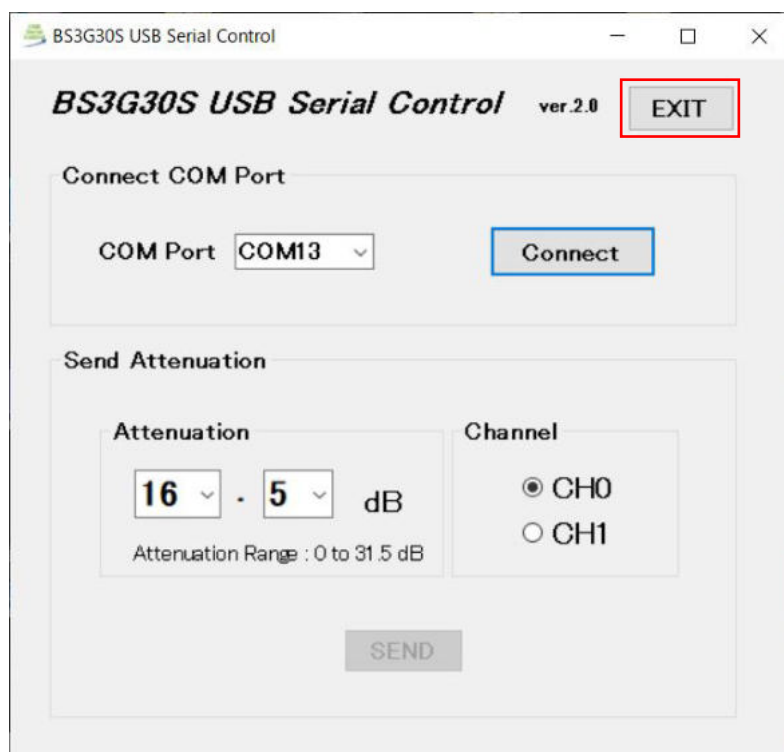 BS3G30S USB Serial Control
BS3G30S USB Serial Control ver.2.0 EXIT
Connect COM Port
COM Port COM13 Connect
Send Attenuation
Attenuation Channel
16 . 5 dB
CH0
CH1
Attenuation Range : 0 to 31.5 dB
SEND